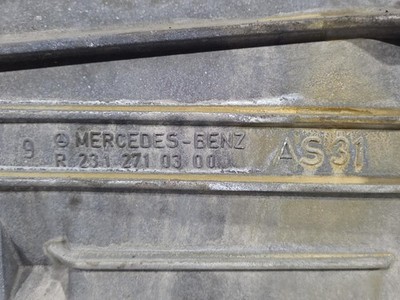 9 MERCEDES-BENZ
R 231 271 03 00 AS31